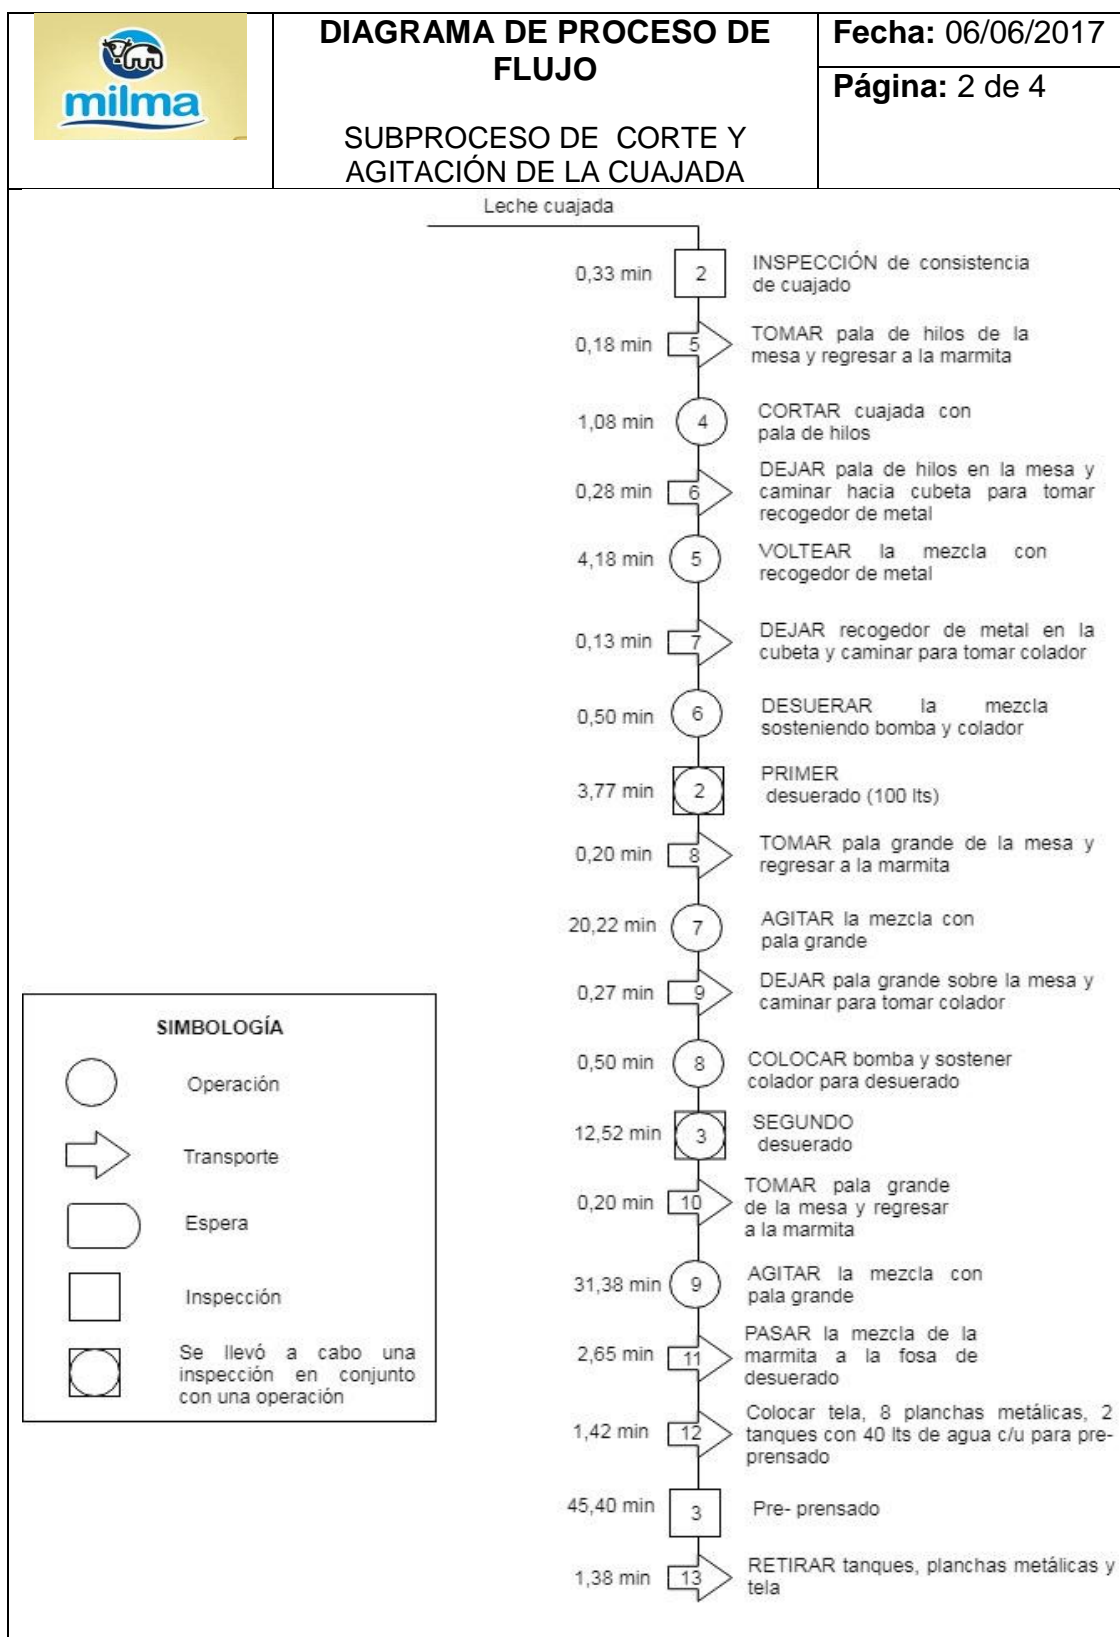 milma
DIAGRAMA DE PROCESO DE
FLUJO
SUBPROCESO DE CORTE Y
AGITACIÓN DE LA CUAJADA
Fecha: 06/06/2017
Página: 2 de 4
Leche cuajada
0,33 min
2
INSPECCIÓN de consistencia
de cuajado
0,18 min
5
TOMAR pala de hilos de la
mesa y regresar a la marmita
1,08 min
4
CORTAR cuajada con
pala de hilos
0,28 min
6
DEJAR pala de hilos en la mesa y
caminar hacia cubeta para tomar
recogedor de metal
4,18 min
5
VOLTEAR la mezcla con
recogedor de metal
0,13 min
7
DEJAR recogedor de metal en la
cubeta y caminar para tomar colador
0,50 min
6
DESUERAR la mezcla
sosteniendo bomba y colador
3,77 min
2
PRIMER
desuerado (100 lts)
0,20 min
8
TOMAR pala grande de la mesa y
regresar a la marmita
20,22 min
7
AGITAR la mezcla con
pala grande
0,27 min
9
DEJAR pala grande sobre la mesa y
caminar para tomar colador
0,50 min
8
COLOCAR bomba y sostener
colador para desuerado
12,52 min
3
SEGUNDO
desuerado
0,20 min
10
TOMAR pala grande
de la mesa y regresar
a la marmita
31,38 min
9
AGITAR la mezcla con
pala grande
2,65 min
11
PASAR la mezcla de la
marmita a la fosa de
desuerado
1,42 min
12
Colocar tela, 8 planchas metálicas, 2
tanques con 40 lts de agua c/u para pre-
prensado
45,40 min
3
Pre- prensado
1,38 min
13
RETIRAR tanques, planchas metálicas y
tela
SIMBOLOGÍA
Operación
Transporte
Espera
Inspección
Se llevó a cabo una
inspección en conjunto
con una operación